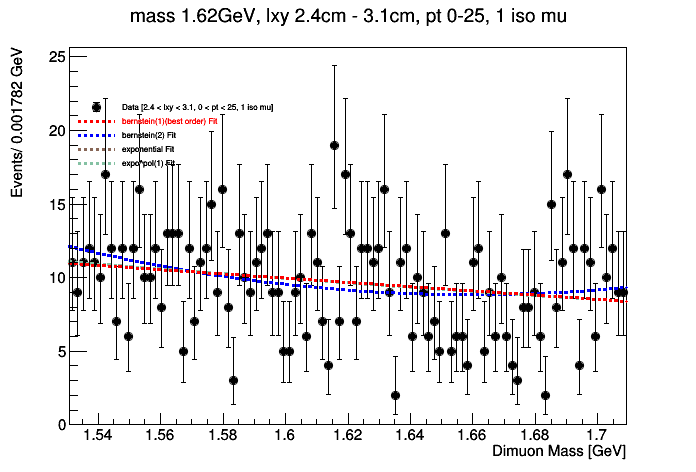 mass 1.62GeV, lxy 2.4cm - 3.1cm, pt 0-25, 1 iso mu
Events/ 0.001782 GeV
25
20
15
10
5
0
Data [2.4 < lxy < 3.1, 0 < pt < 25, 1 iso mu]
bernstein(1)(best order) Fit
bernstein(2) Fit
exponential Fit
expo*pol(1) Fit
1.54 1.56 1.58 1.6 1.62 1.64 1.66 1.68 1.7
Dimuon Mass [GeV]